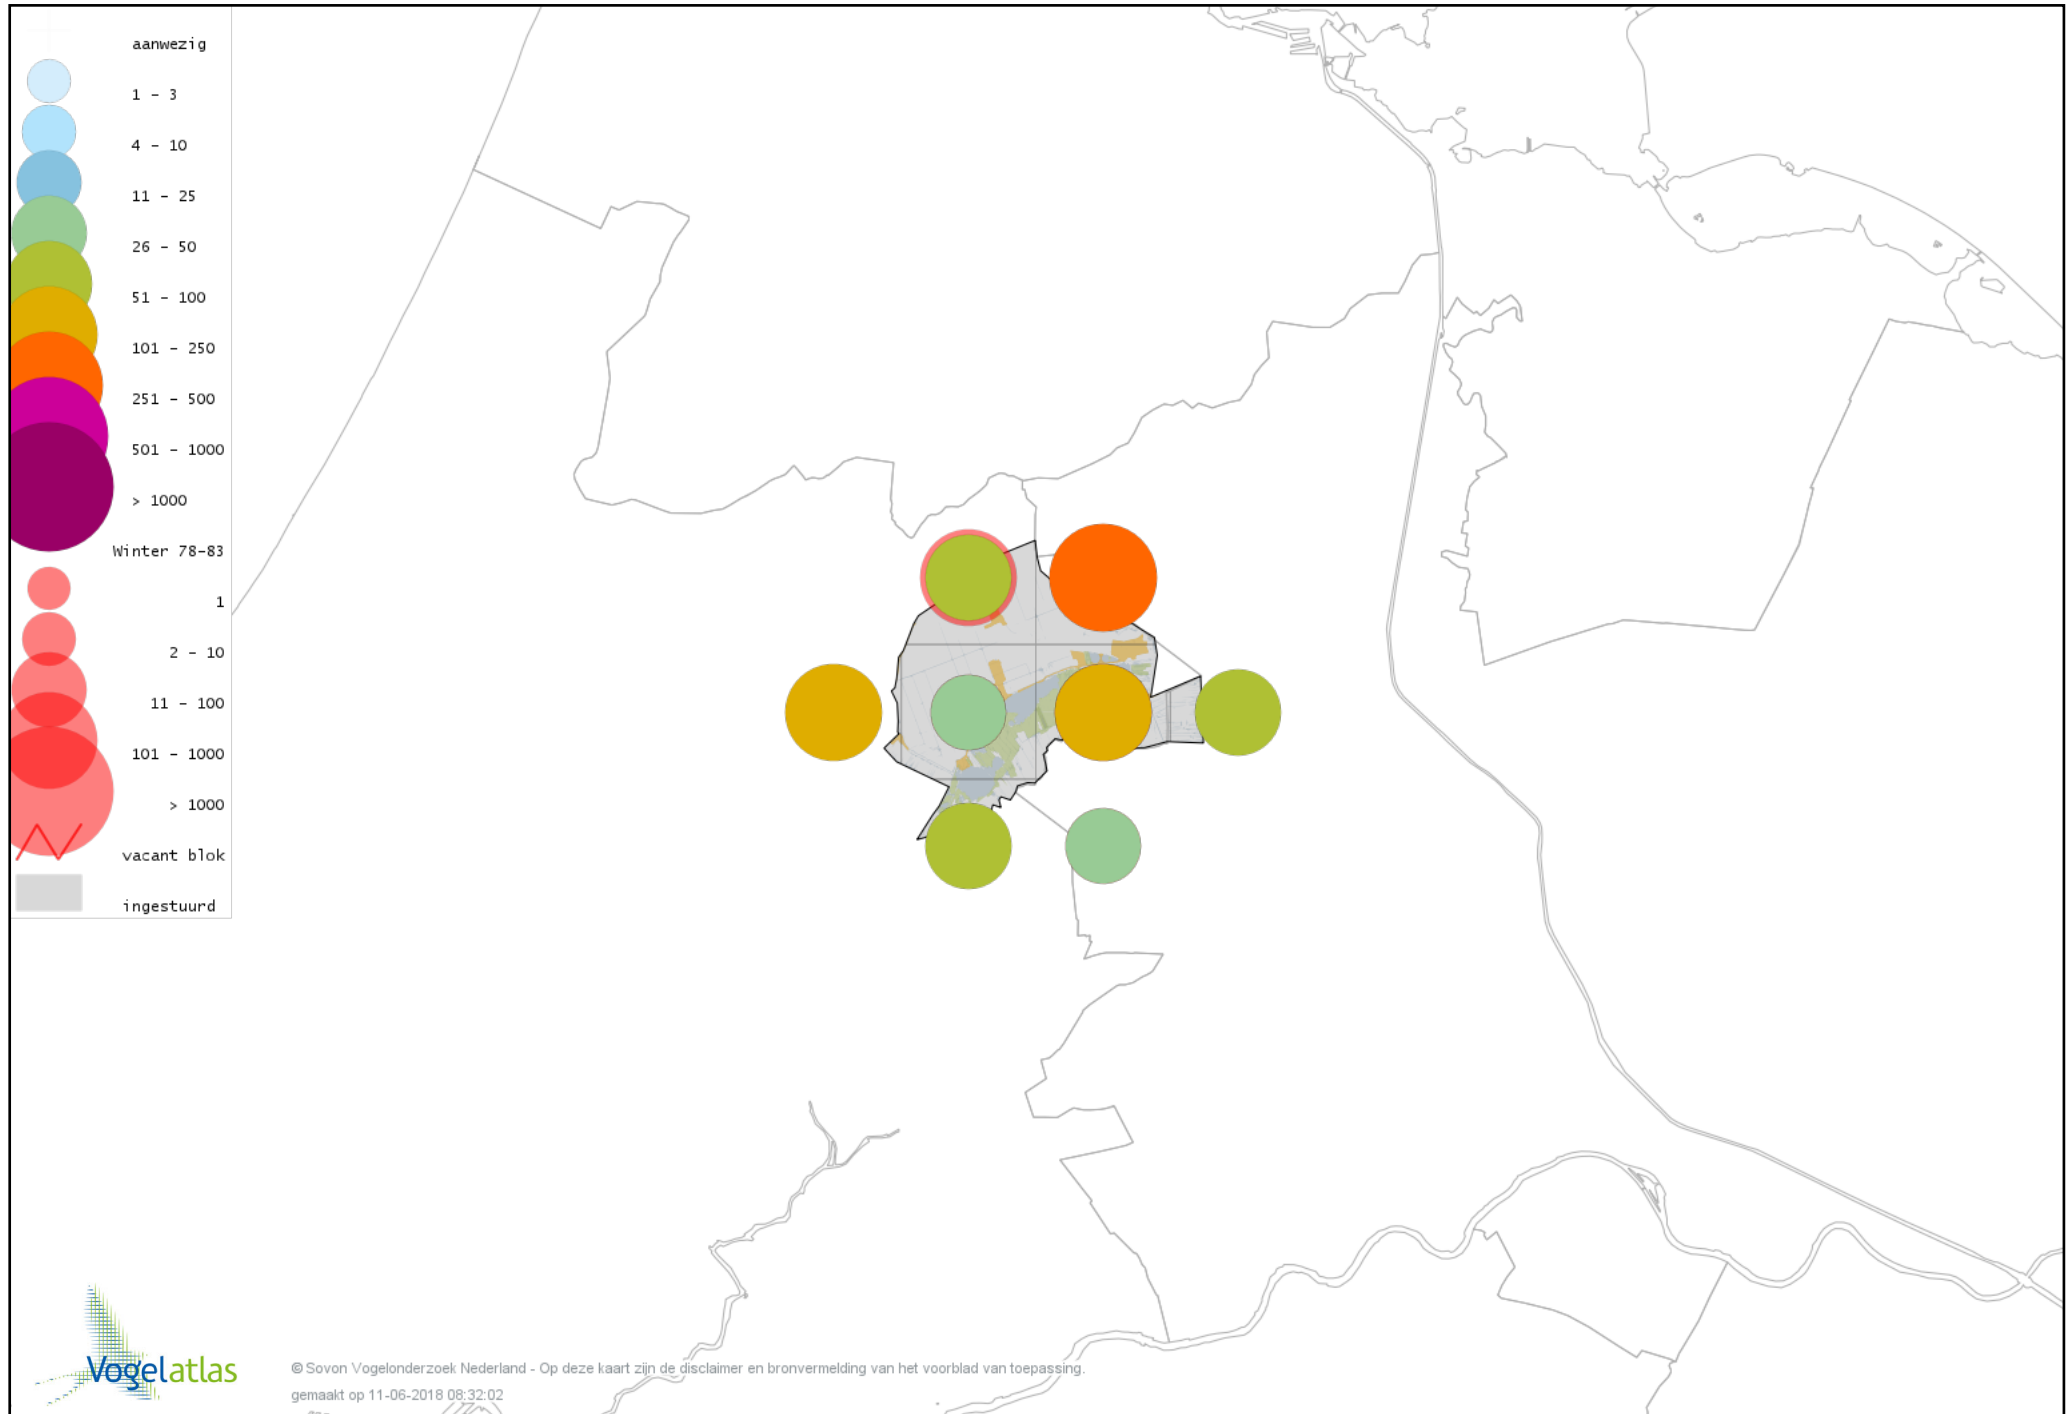 aanwezig
1 - 3
4 - 10
11 - 25
26 - 50
51 - 100
101 - 250
251 - 500
501 - 1000
> 1000
Winter 78-83
1
2 - 10
11 - 100
101 - 1000
> 1000
vacant blok
ingestuurd
Vogelatlas
© Sovon Vogelonderzoek Nederland - Op deze kaart zijn de disclaimer en bronvermelding van het voorblad van toepassing.
gemaakt op 11-06-2018 08:32:02